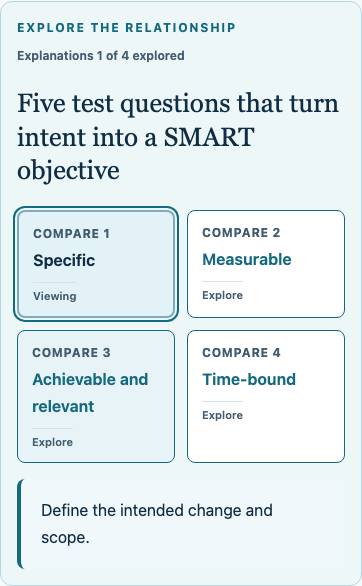 EXPLORE THE RELATIONSHIP
Explanations 1 of 4 explored
Five test questions that turn
intent into a SMART
objective
COMPARE 1
Specific
Viewing
COMPARE 2
Measurable
Explore
COMPARE 3
Achievable and
relevant
Explore
COMPARE 4
Time-bound
Explore
Define the intended change and
scope.